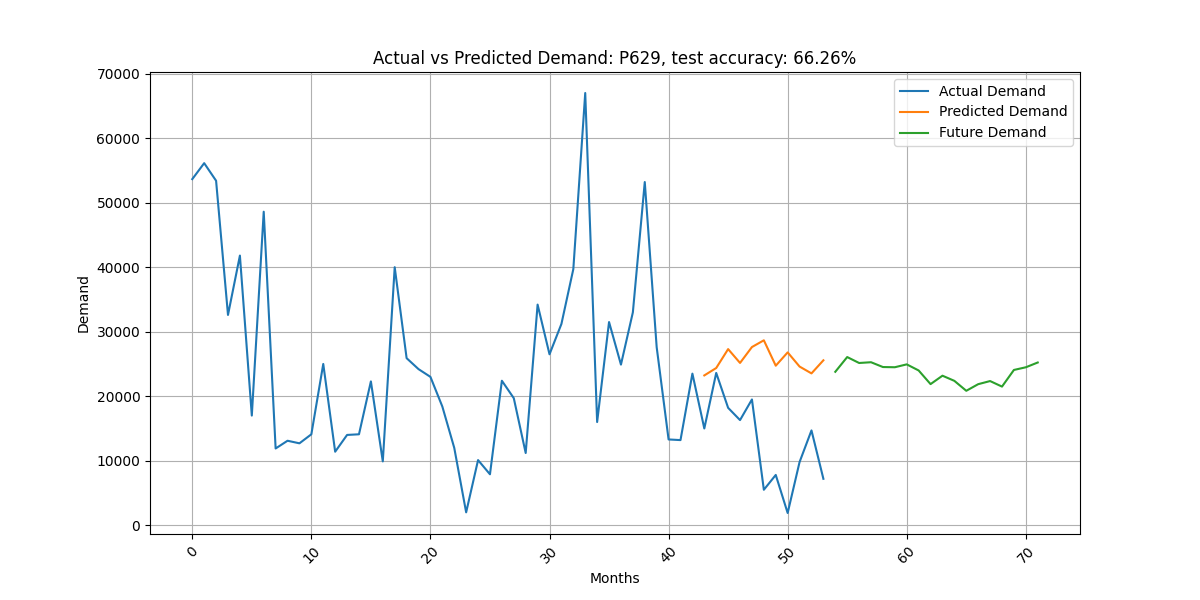 Actual vs Predicted Demand: P629, test accuracy: 66.26%
70000
60000
50000
40000
30000
20000
10000
0
Demand
Actual Demand
Predicted Demand
Future Demand
0 10 20 30 40 50 60 70
Months